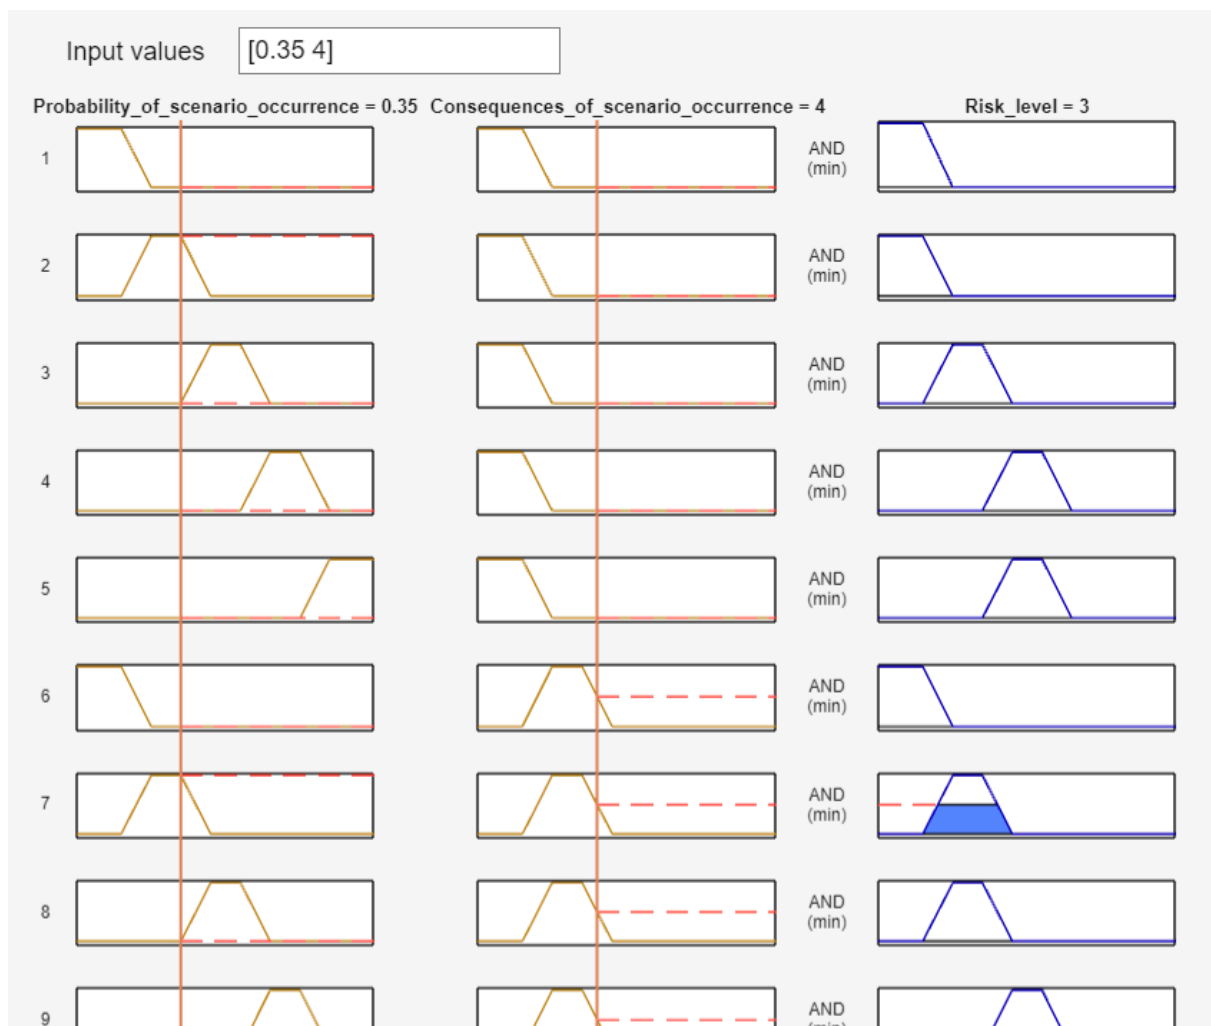 Input values [0.35 4]
Probability_of_scenario_occurrence = 0.35 Consequences_of_scenario_occurrence = 4 Risk_level = 3
1 AND
(min)
2 AND
(min)
3 AND
(min)
4 AND
(min)
5 AND
(min)
6 AND
(min)
7 AND
(min)
8 AND
(min)
9 AND
(min)